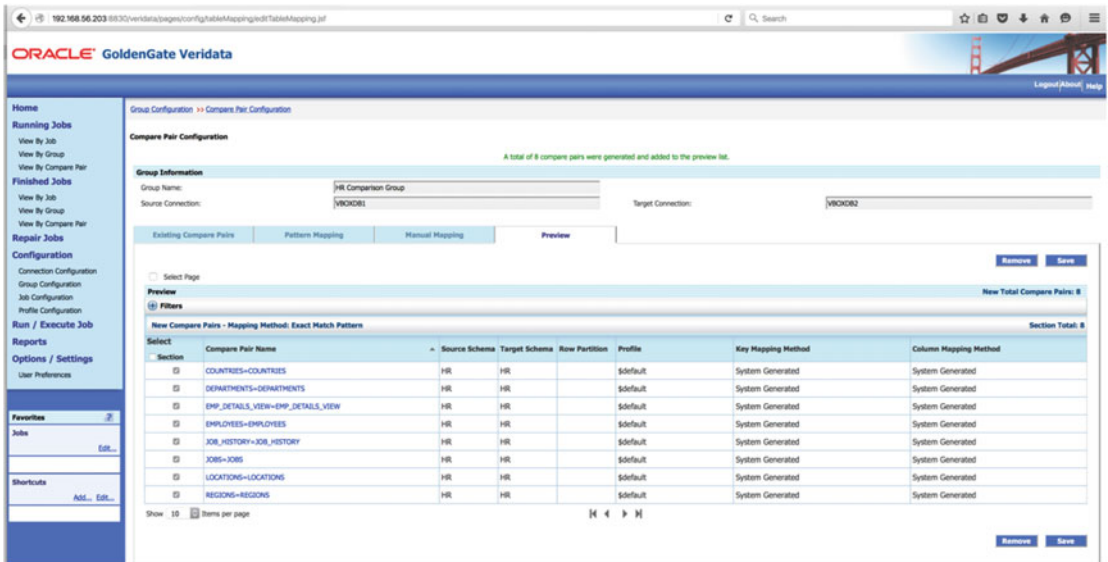 192.168.56.203:8830/veridata/pages/config/tableMapping/editTableMapping.jsf
Search
ORACLE GoldenGate Veridata
Logout About Help
Home
Running Jobs
View By Job
View By Group
View By Compare Pair
Finished Jobs
View By Job
View By Group
View By Compare Pair
Repair Jobs
Configuration
Connection Configuration
Group Configuration
Job Configuration
Profile Configuration
Run / Execute Job
Reports
Options / Settings
User Preferences
Favorites
Jobs
Edit...
Shortcuts
Add... Edit...
Group Configuration >> Compare Pair Configuration
Compare Pair Configuration
A total of 8 compare pairs were generated and added to the preview list.
Group Information
Group Name: HR Comparison Group
Source Connection: VBOXDB1 Target Connection: VBOXDB2
Existing Compare Pairs Pattern Mapping Manual Mapping Preview
Remove Save
Select Page
Preview New Total Compare Pairs: 8
Filters
New Compare Pairs - Mapping Method: Exact Match Pattern Section Total: 8
Select Section Compare Pair Name Source Schema Target Schema Row Partition Profile Key Mapping Method Column Mapping Method
COUNTRIES=COUNTRIES HR HR $default System Generated System Generated
DEPARTMENTS=DEPARTMENTS HR HR $default System Generated System Generated
EMP_DETAILS_VIEW=EMP_DETAILS_VIEW HR HR $default System Generated System Generated
EMPLOYEES=EMPLOYEES HR HR $default System Generated System Generated
JOB_HISTORY=JOB_HISTORY HR HR $default System Generated System Generated
JOBS=JOBS HR HR $default System Generated System Generated
LOCATIONS=LOCATIONS HR HR $default System Generated System Generated
REGIONS=REGIONS HR HR $default System Generated System Generated
Show 10 Items per page
Remove Save